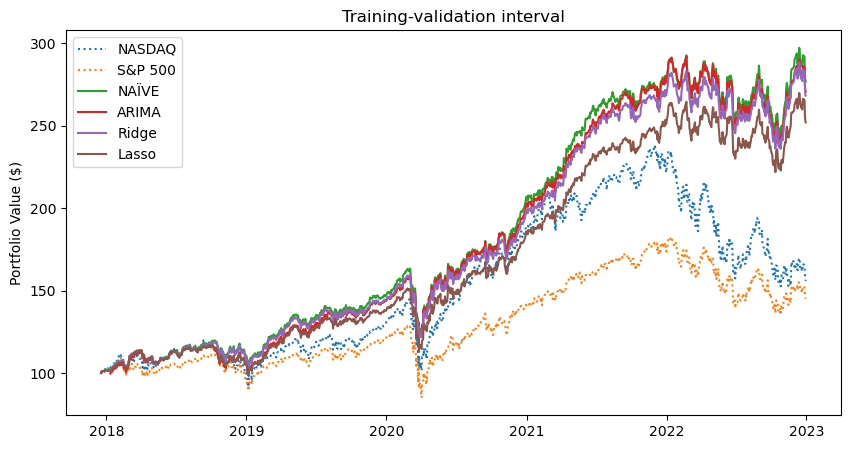 Training-validation interval
Portfolio Value ($)
300
250
200
150
100
NASDAQ
S&P 500
NAÏVE
ARIMA
Ridge
Lasso
2018
2019
2020
2021
2022
2023